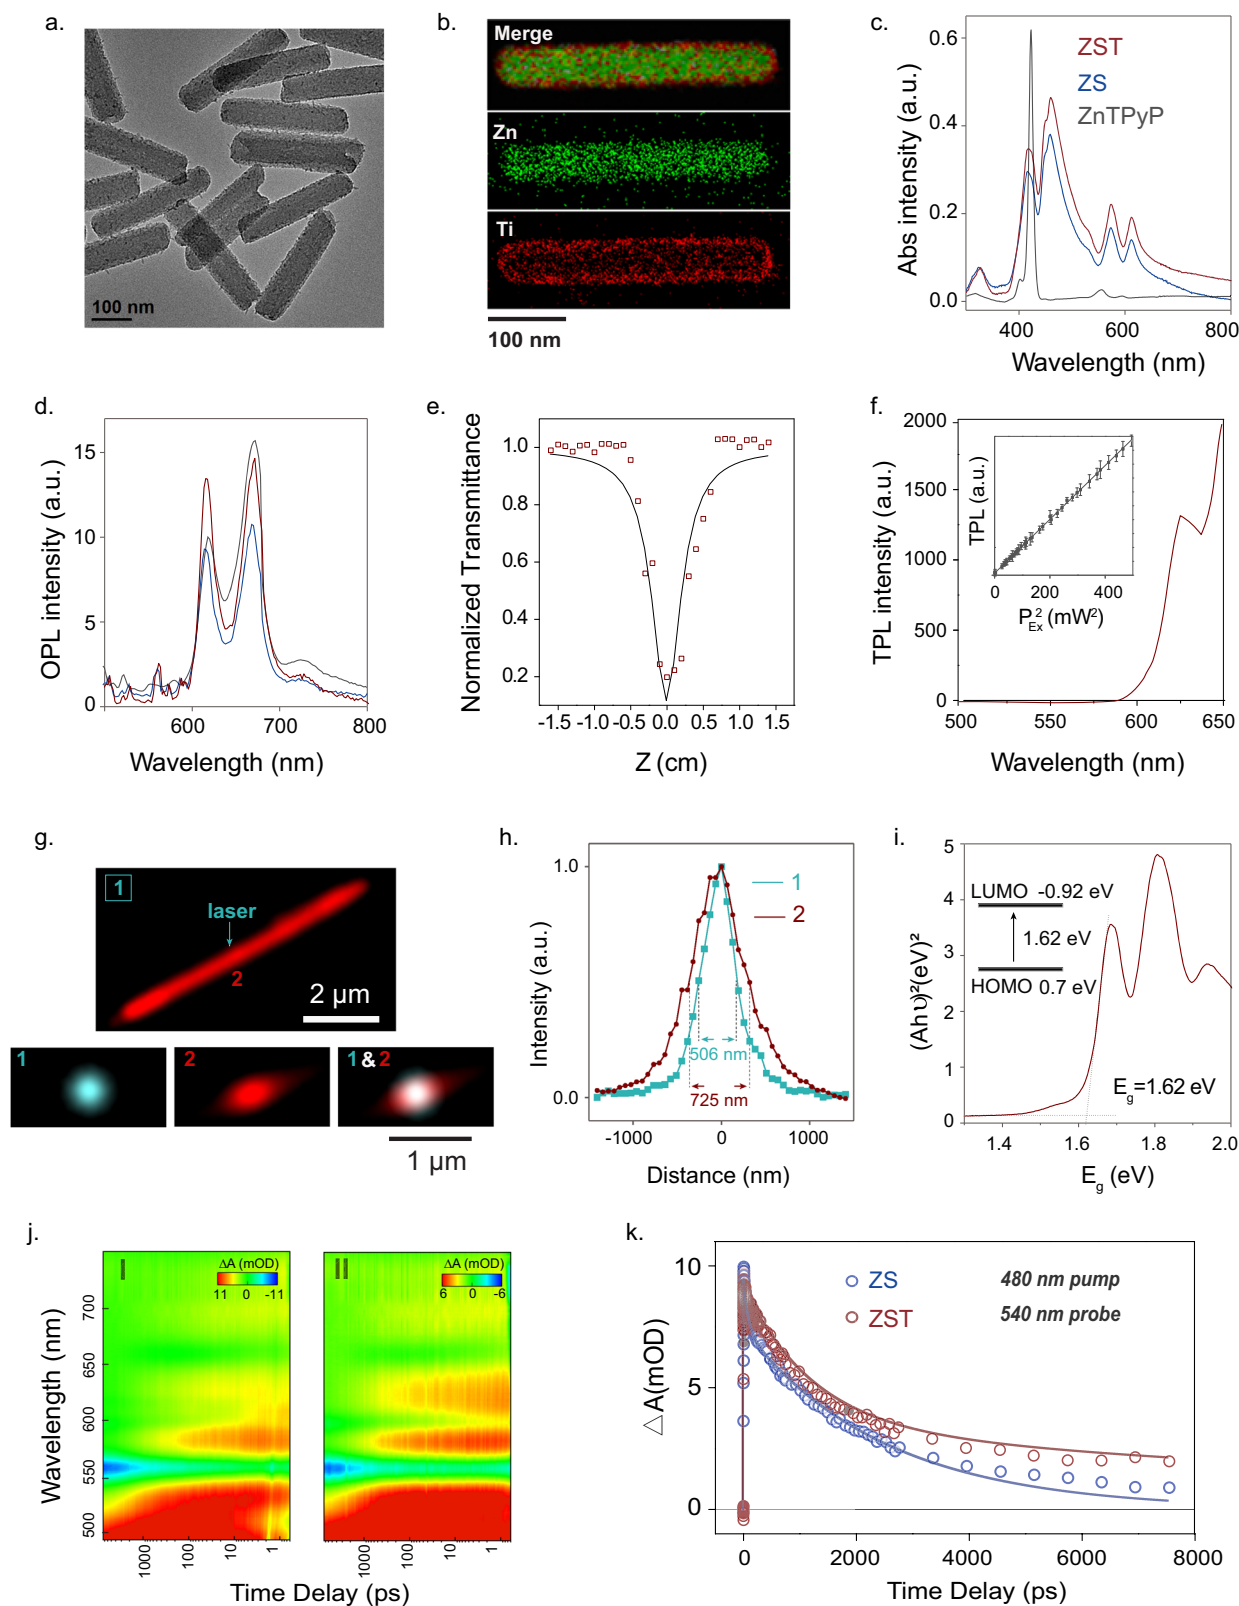 a.
100 nm
b.
Merge
Zn
Ti
100 nm
c.
Abs intensity (a.u.)
0.6
0.4
0.2
0.0
ZST
ZS
ZnTPyP
400
600
800
Wavelength (nm)
d.
OPL intensity (a.u.)
15
10
5
0
600
700
800
Wavelength (nm)
e.
Normalized Transmittance
1.0
0.8
0.6
0.4
0.2
-1.5 -1.0 -0.5 0.0 0.5 1.0 1.5
Z (cm)
f.
TPL intensity (a.u.)
2000
1500
1000
500
0
TPL (a.u.)
0 200 400
P_Ex^2 (mW²)
500 550 600 650
Wavelength (nm)
g.
1
laser
2
2 µm
1
2
1 & 2
1 µm
h.
Intensity (a.u.)
1.0
0.0
1
2
506 nm
725 nm
-1000 0 1000
Distance (nm)
i.
(Ahυ)²(eV)²
5
4
3
2
1
0
LUMO -0.92 eV
1.62 eV
HOMO 0.7 eV
E_g=1.62 eV
1.4 1.6 1.8 2.0
E_g (eV)
j.
Wavelength (nm)
700
650
600
550
500
I
ΔA (mOD)
11 0 -11
II
ΔA (mOD)
6 0 -6
1000 100 10 1
1000 100 10 1
Time Delay (ps)
k.
△A(mOD)
10
5
0
ZS
ZST
480 nm pump
540 nm probe
0 2000 4000 6000 8000
Time Delay (ps)